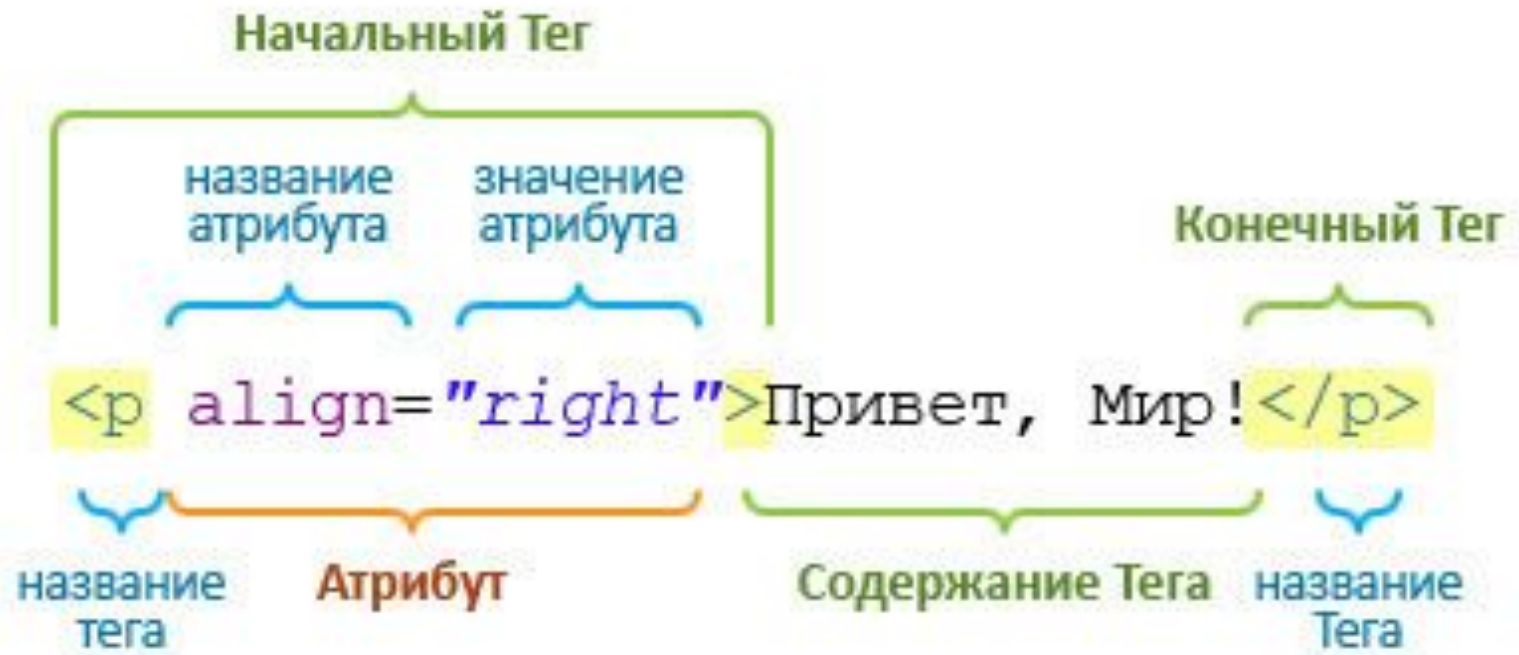 Начальный Тег
название
атрибута
значение
атрибута
Конечный Тег
<p align="right">Привет, Мир!</p>
название
тега
Атрибут
Содержание Тега
название
Тега